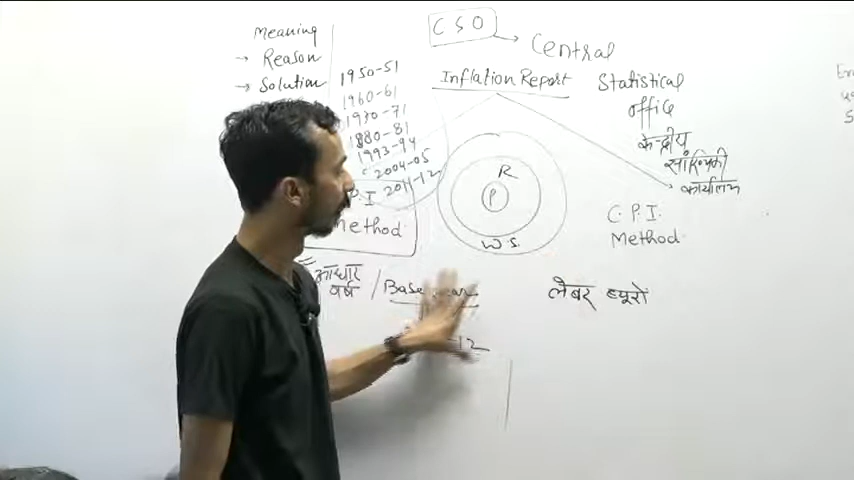 Meaning
→ Reason
→ Solution
1950-51
1960-61
1970-71
1980-81
1993-94
2004-05
2011-12
P I
Method
आधार
वर्ष / Base
12
CSO → Central
Statistical
office
केन्द्रीय
सांख्यिकी
कार्यालय
Inflation Report
R
P
W S
C.P.I.
Method
लेबर ब्यूरों